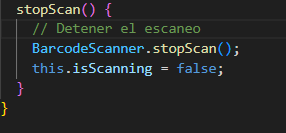 stopScan() {
// Detener el escaneo
BarcodeScanner.stopScan();
this.isScanning = false;
}
}